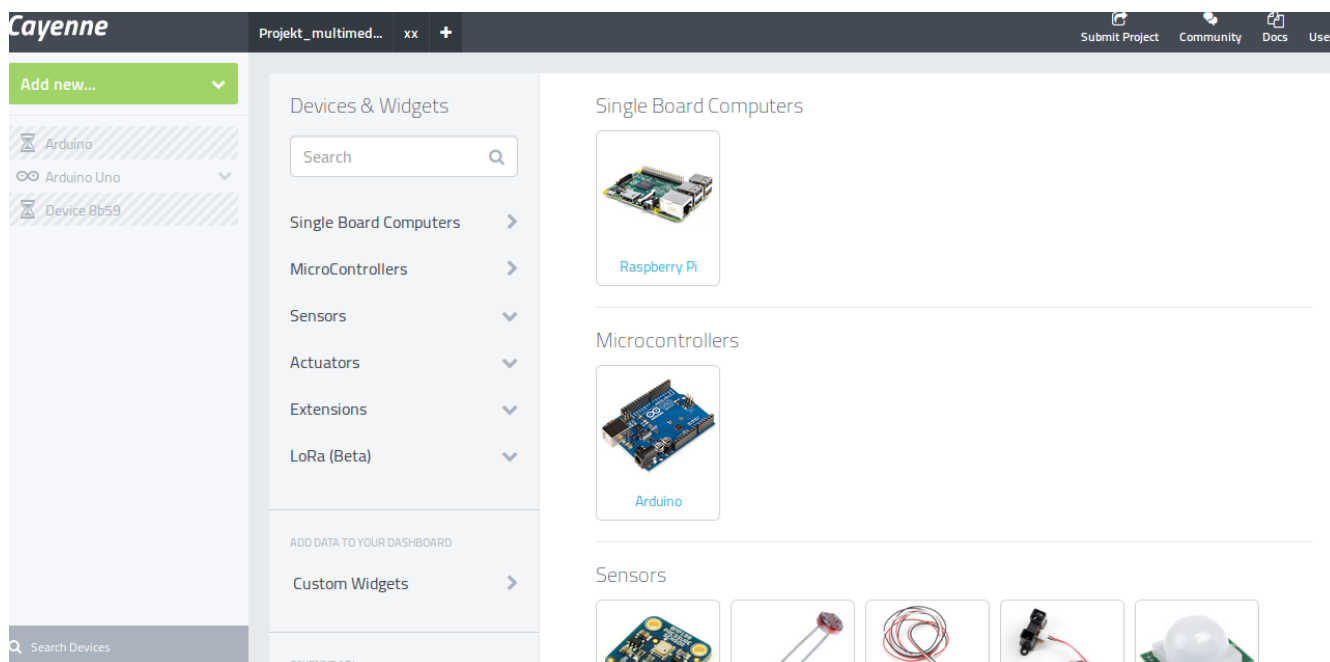 Cayenne
Projekt_multimed... xx +
Submit Project Community Docs Use
Add new...
Arduino
Arduino Uno
Device 8b59
Search Devices
Devices & Widgets
Search
Single Board Computers
MicroControllers
Sensors
Actuators
Extensions
LoRa (Beta)
ADD DATA TO YOUR DASHBOARD
Custom Widgets
Single Board Computers
Raspberry Pi
Microcontrollers
Arduino
Sensors